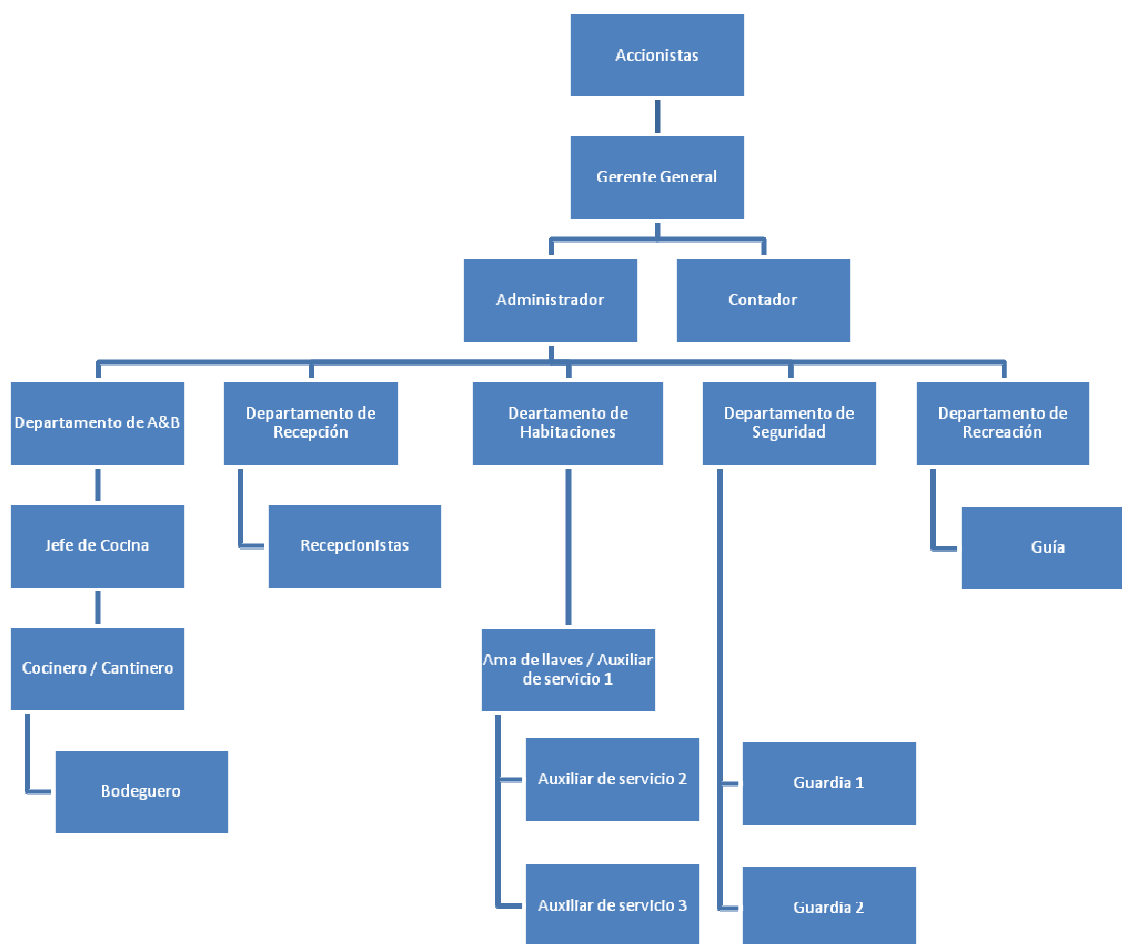 Accionistas
Gerente General
Administrador
Contador
Departamento de A&B
Departamento de
Recepción
Deartamento de
Habitaciones
Departamento de
Seguridad
Departamento de
Recreación
Jefe de Cocina
Recepcionistas
Guía
Cocinero / Cantinero
Ama de llaves / Auxiliar
de servicio 1
Bodeguero
Auxiliar de servicio 2
Guardia 1
Auxiliar de servicio 3
Guardia 2